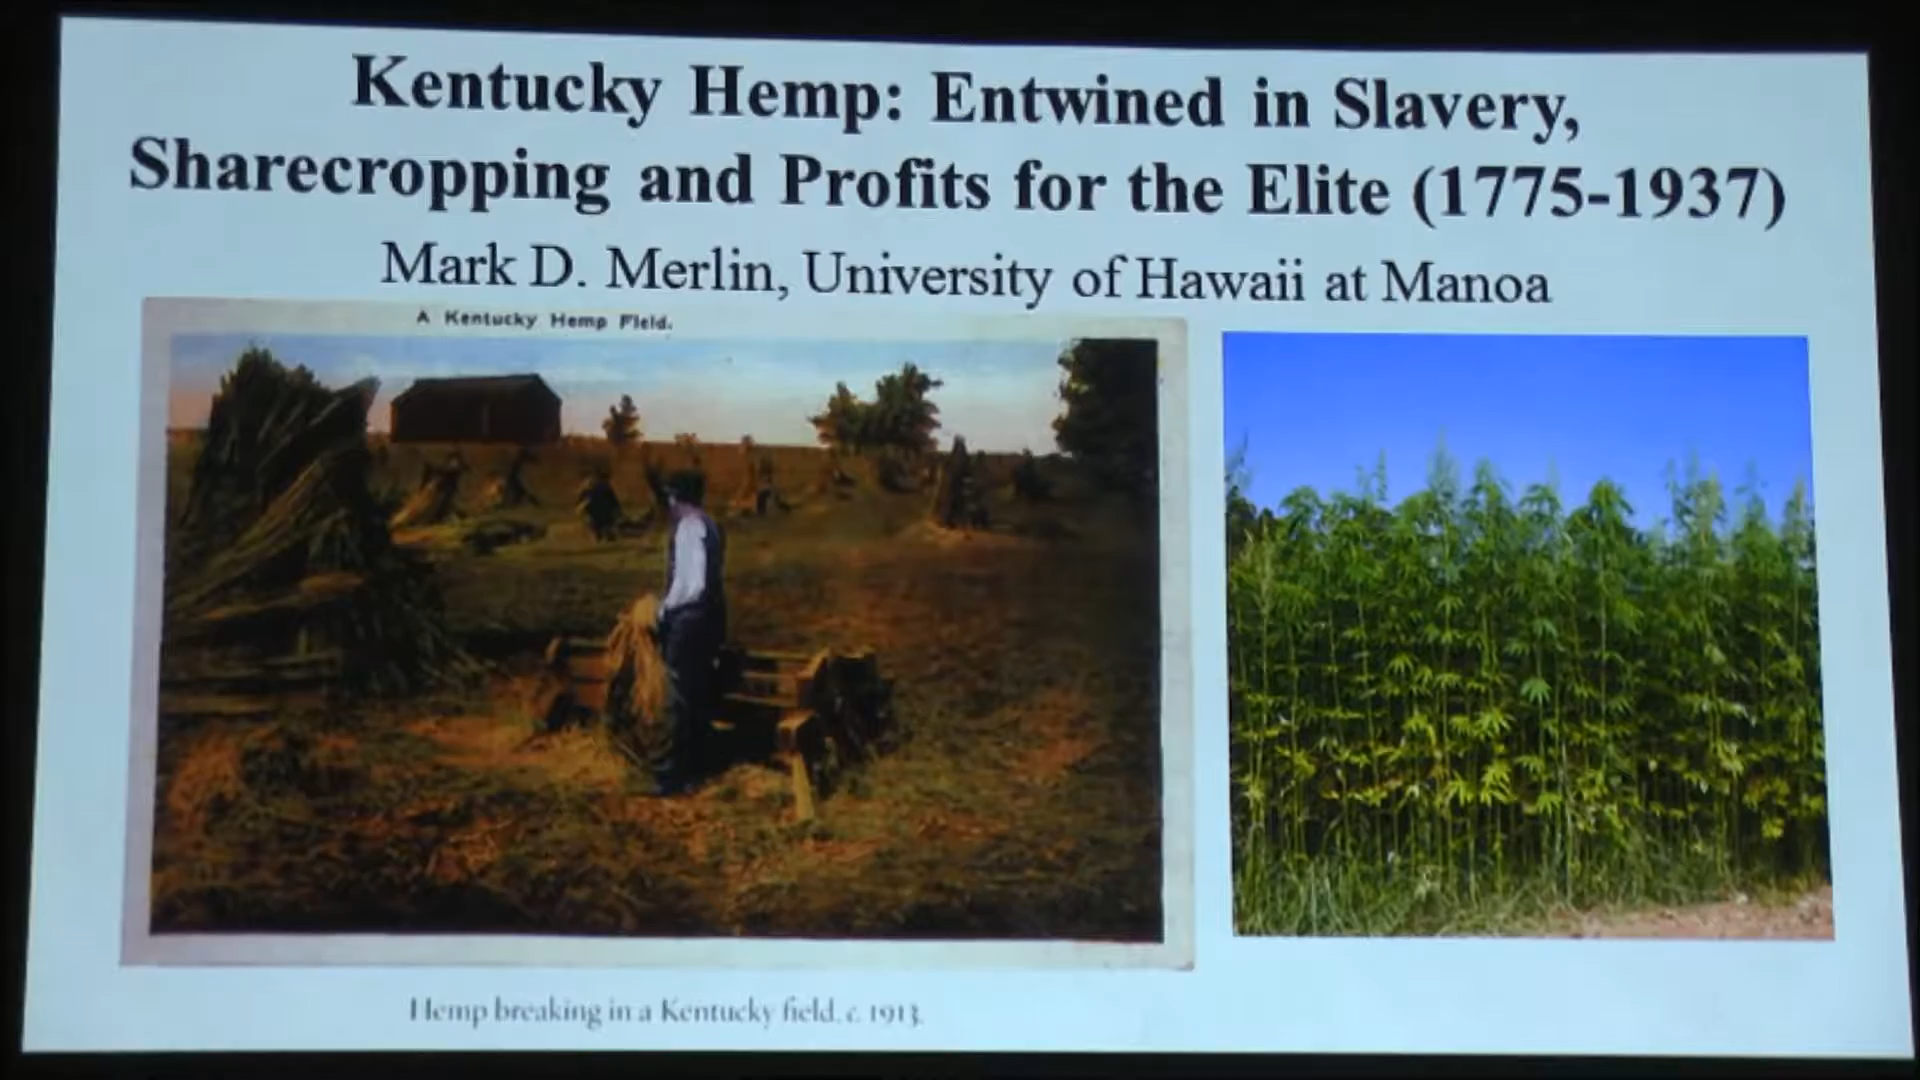 Kentucky Hemp: Entwined in Slavery,
Sharecropping and Profits for the Elite (1775-1937)
Mark D. Merlin, University of Hawaii at Manoa
A Kentucky Hemp Field.
Hemp breaking in a Kentucky field, c. 1913.